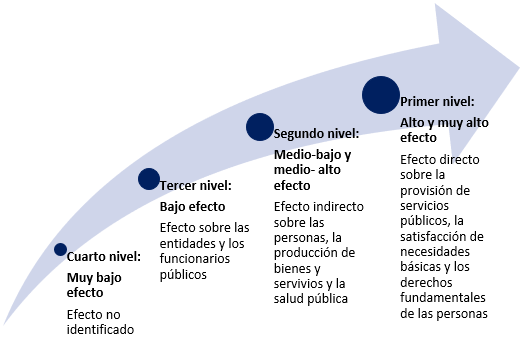 Cuarto nivel:
Muy bajo
efecto
Efecto no
identificado
Tercer nivel:
Bajo efecto
Efecto sobre las
entidades y los
funcionarios
públicos
Segundo nivel:
Medio-bajo y
medio- alto
efecto
Efecto indirecto
sobre las
personas, la
producción de
bienes y
servivios y la
salud pública
Primer nivel:
Alto y muy alto
efecto
Efecto directo
sobre la
provisión de
servicios
públicos, la
satisfacción de
necesidades
básicas y los
derechos
fundamentales
de las personas